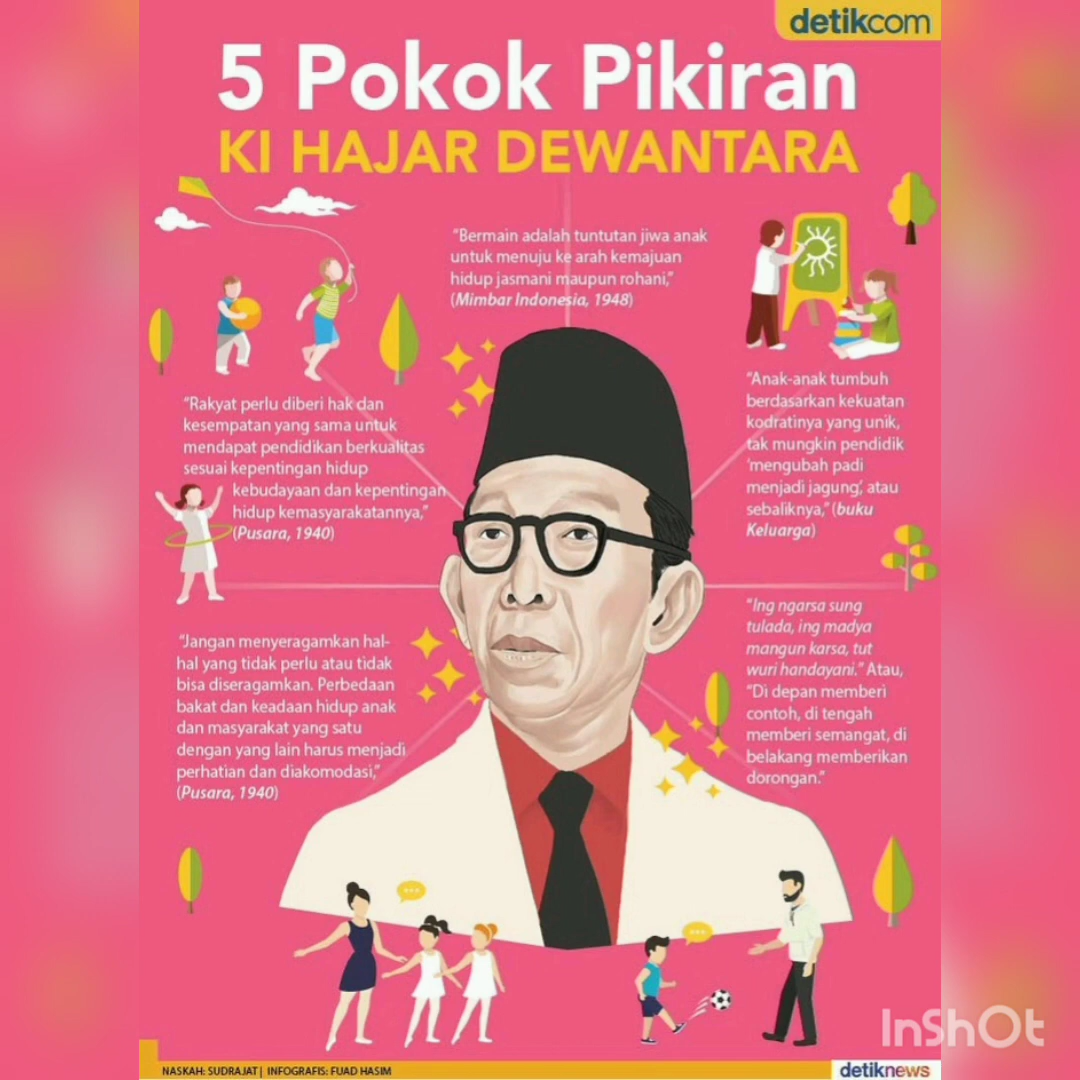 detikcom
5 Pokok Pikiran
KI HAJAR DEWANTARA
“Bermain adalah tuntutan jiwa anak
untuk menuju ke arah kemajuan
hidup jasmani maupun rohani,”
(Mimbar Indonesia, 1948)
“Rakyat perlu diberi hak dan
kesempatan yang sama untuk
mendapat pendidikan berkualitas
sesuai kepentingan hidup
kebudayaan dan kepentingan
hidup kemasyarakatannya,”
(Pusara, 1940)
“Anak-anak tumbuh
berdasarkan kekuatan
kodratinya yang unik,
tak mungkin pendidik
‘mengubah padi
menjadi jagung’, atau
sebaliknya,” (buku
Keluarga)
“Jangan menyeragamkan hal-
hal yang tidak perlu atau tidak
bisa diseragamkan. Perbedaan
bakat dan keadaan hidup anak
dan masyarakat yang satu
dengan yang lain harus menjadi
perhatian dan diakomodasi,”
(Pusara, 1940)
“Ing ngarsa sung
tulada, ing madya
mangun karsa, tut
wuri handayani.” Atau,
“Di depan memberi
contoh, di tengah
memberi semangat, di
belakang memberikan
dorongan.”
InShOt
NASKAH: SUDRAJAT | INFOGRAFIS: FUAD HASIM
detiknews